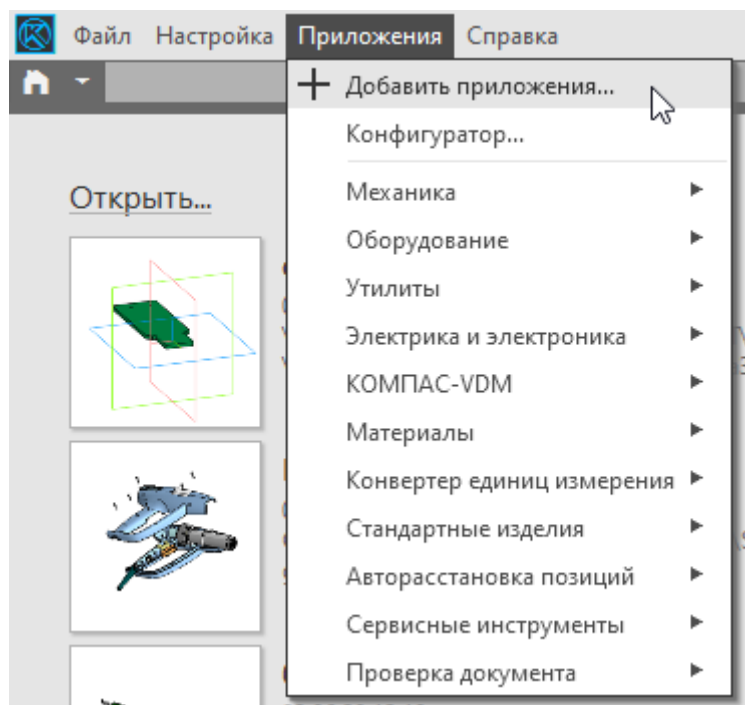 Файл Настройка Приложения Справка
Добавить приложения...
Конфигуратор...
Открыть...
Механика
Оборудование
Утилиты
Электрика и электроника
КОМПАС-VDM
Материалы
Конвертер единиц измерения
Стандартные изделия
Авторасстановка позиций
Сервисные инструменты
Проверка документа